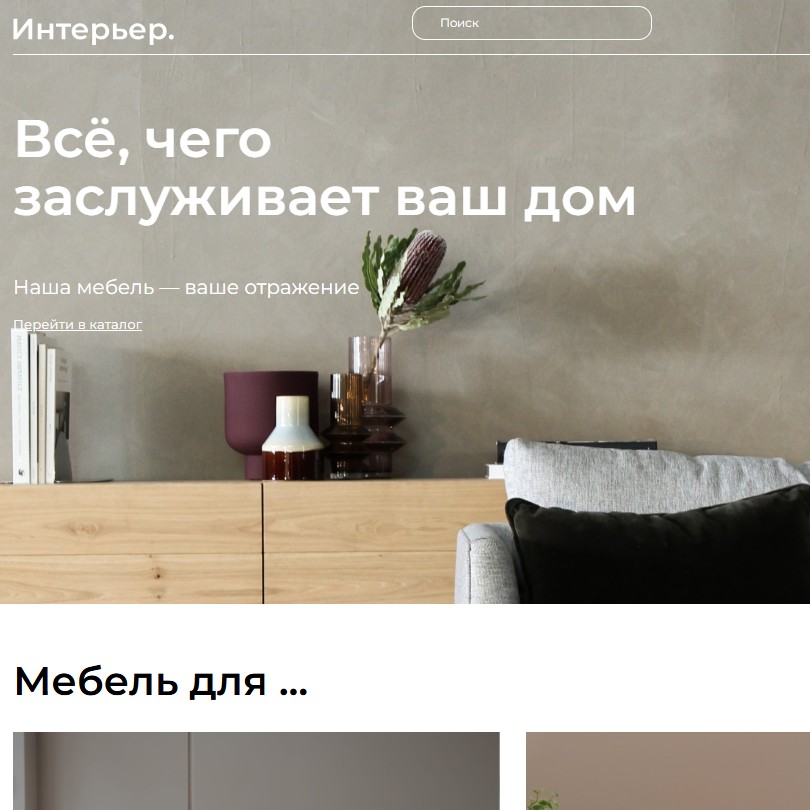 Интерьер.
Поиск
Всё, чего
заслуживает ваш дом
Наша мебель — ваше отражение
Перейти в каталог
Мебель для ...